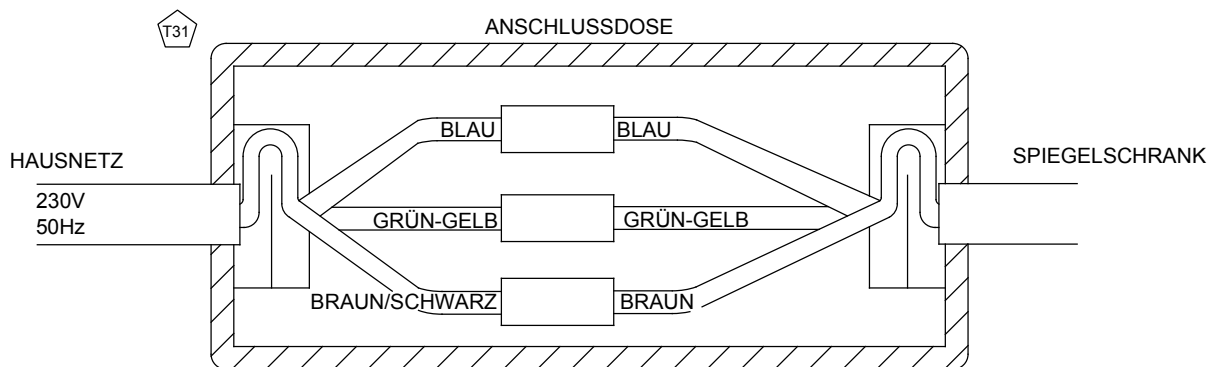 T31
ANSCHLUSSDOSE
HAUSNETZ
SPIEGELSCHRANK
230V
50Hz
BLAU
BLAU
GRÜN-GELB
GRÜN-GELB
BRAUN/SCHWARZ
BRAUN